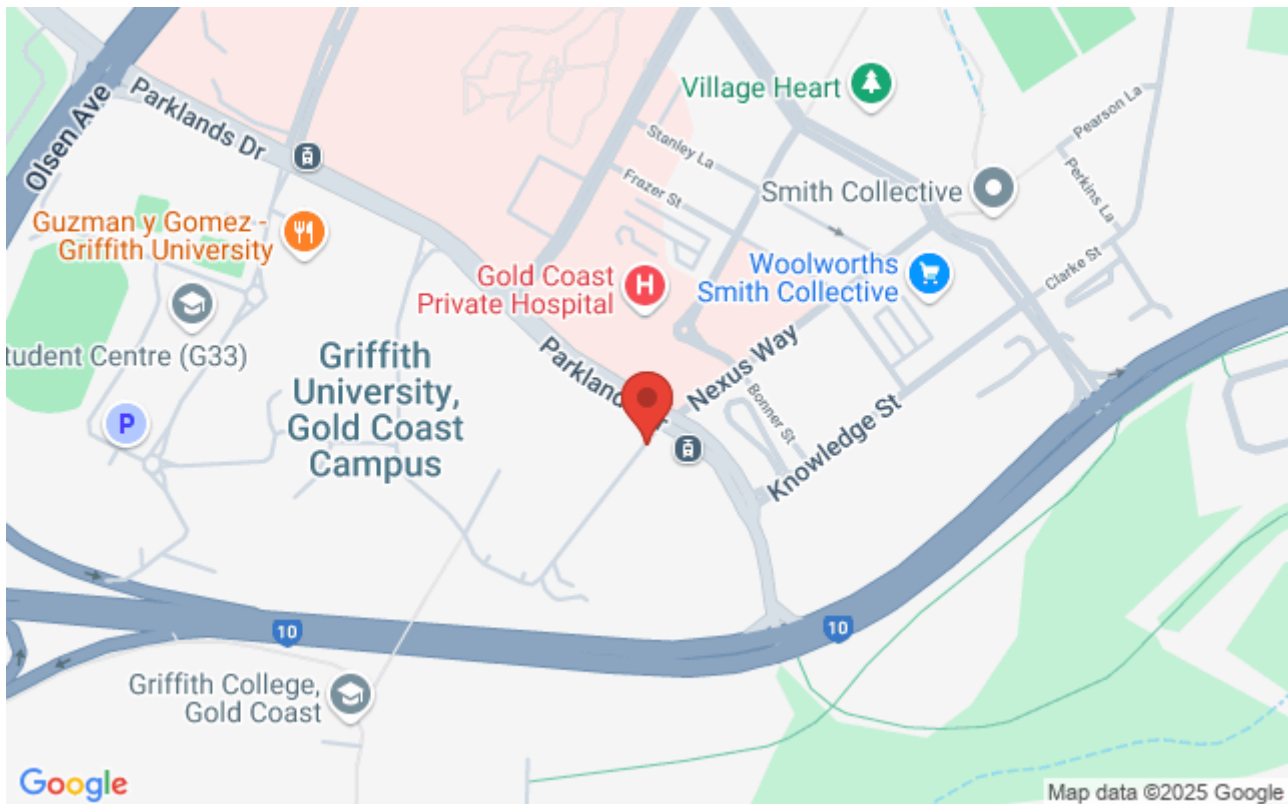 Olsen Ave
Parklands Dr
Village Heart
Stanley La
Pearson La
Frazer St
Perkins La
Smith Collective
Guzman y Gomez -
Griffith University
Gold Coast
Private Hospital
H
Woolworths
Smith Collective
Clarke St
tudent Centre (G33)
Griffith
University,
Gold Coast
Campus
Parkland
r
Nexus Way
Bonner St
Knowledge St
P
10
10
Griffith College,
Gold Coast
Google
Map data ©2025 Google